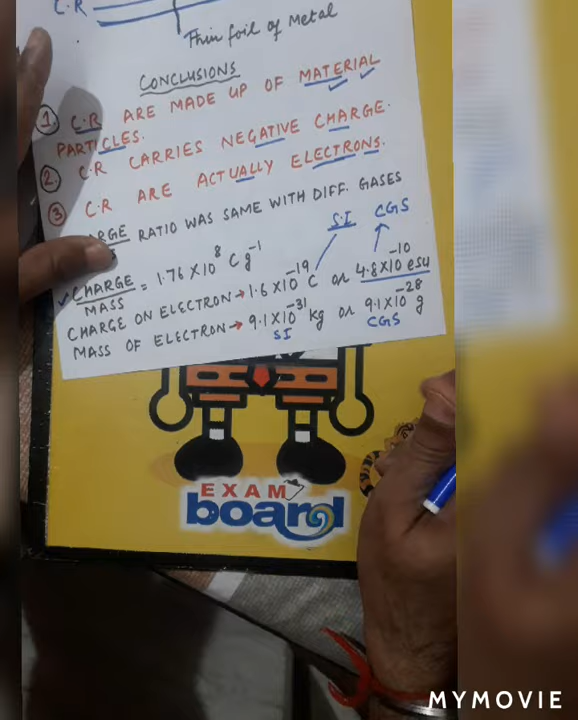 C.R
Thin foil of Metal
CONCLUSIONS
① C.R ARE MADE UP OF MATERIAL
PARTICLES.
② C.R CARRIES NEGATIVE CHARGE.
③ C.R ARE ACTUALLY ELECTRONS.
RATIO WAS SAME WITH DIFF. GASES
S.I CGS
CHARGE/MASS = 1.76 X 10⁸ C g⁻¹
CHARGE ON ELECTRON → 1.6 X 10⁻¹⁹ C or 4.8 X 10⁻¹⁰ esu
MASS OF ELECTRON → 9.1 X 10⁻³¹ kg or 9.1 X 10⁻²⁸ g
SI CGS
EXAM
board
MYMOVIE